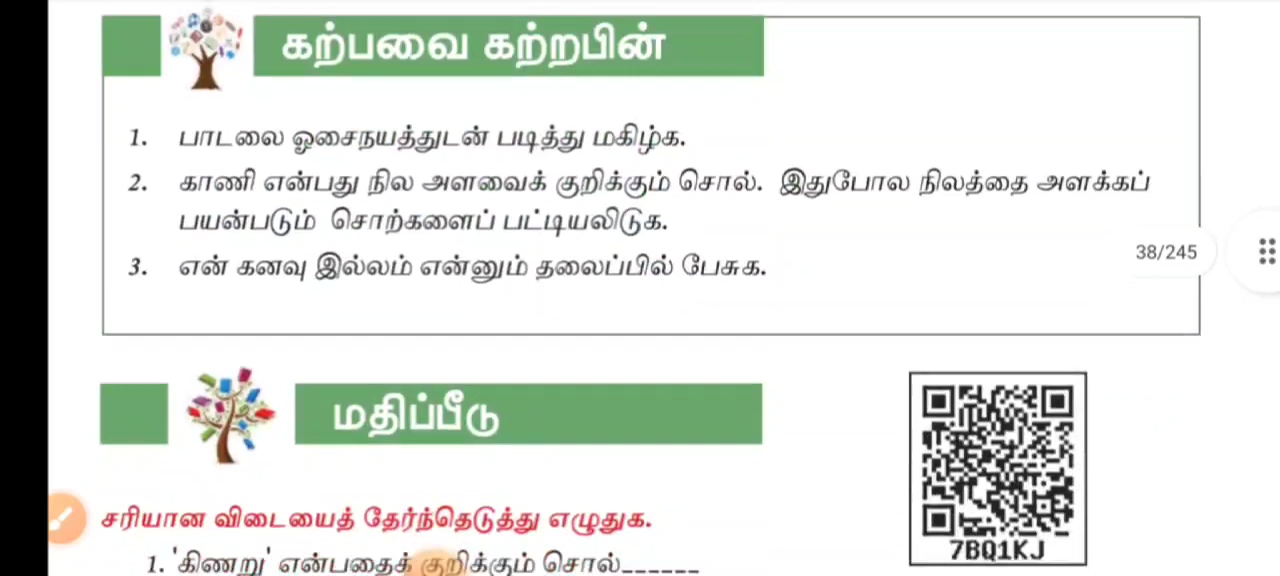 கற்பவை கற்றபின்
1. பாடலை ஓசைநயத்துடன் படித்து மகிழ்க.
2. காணி என்பது நில அளவைக் குறிக்கும் சொல். இதுபோல நிலத்தை அளக்கப்
பயன்படும் சொற்களைப் பட்டியலிடுக.
38/245
3. என் கனவு இல்லம் என்னும் தலைப்பில் பேசுக.
மதிப்பீடு
சரியான விடையைத் தேர்ந்தெடுத்து எழுதுக.
7BQ1KJ
1. 'கிணறு' என்பதைக் குறிக்கும் சொல்______